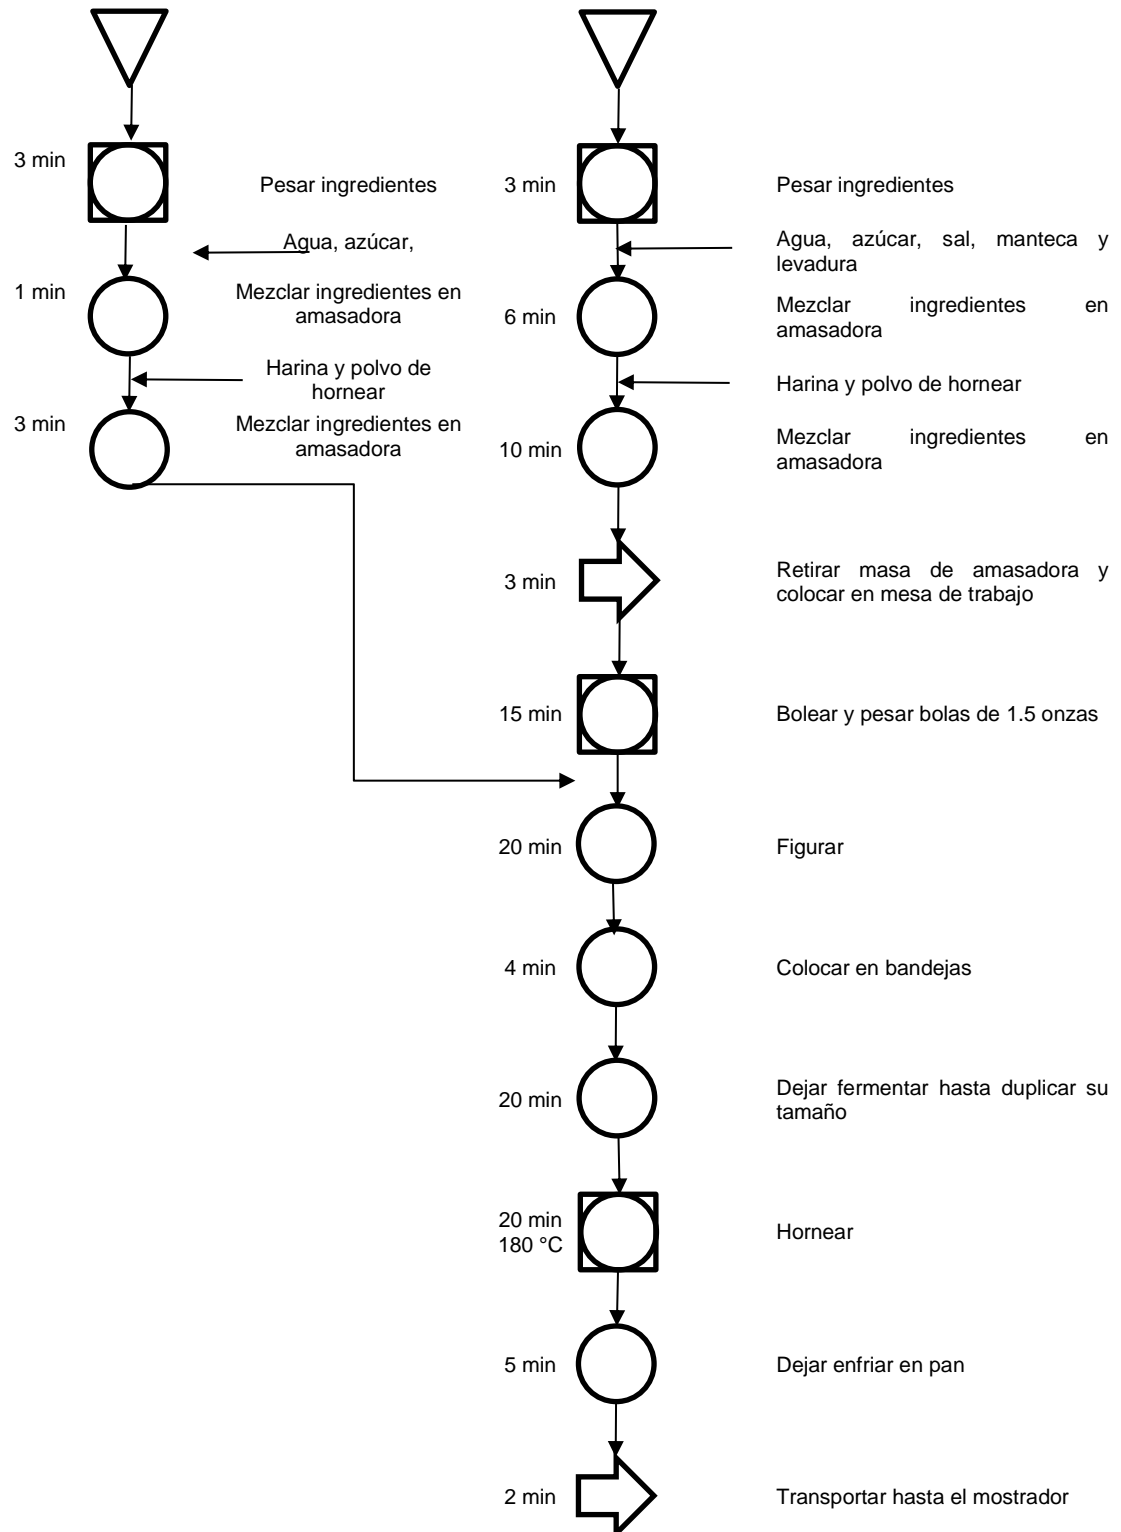 3 min
Pesar ingredientes
3 min
Pesar ingredientes
Agua, azúcar,
Agua, azúcar, sal, manteca y
levadura
1 min
Mezclar ingredientes en
amasadora
6 min
Mezclar ingredientes en
amasadora
Harina y polvo de
hornear
Harina y polvo de hornear
3 min
Mezclar ingredientes en
amasadora
10 min
Mezclar ingredientes en
amasadora
3 min
Retirar masa de amasadora y
colocar en mesa de trabajo
15 min
Bolear y pesar bolas de 1.5 onzas
20 min
Figurar
4 min
Colocar en bandejas
20 min
Dejar fermentar hasta duplicar su
tamaño
20 min
180 °C
Hornear
5 min
Dejar enfriar en pan
2 min
Transportar hasta el mostrador